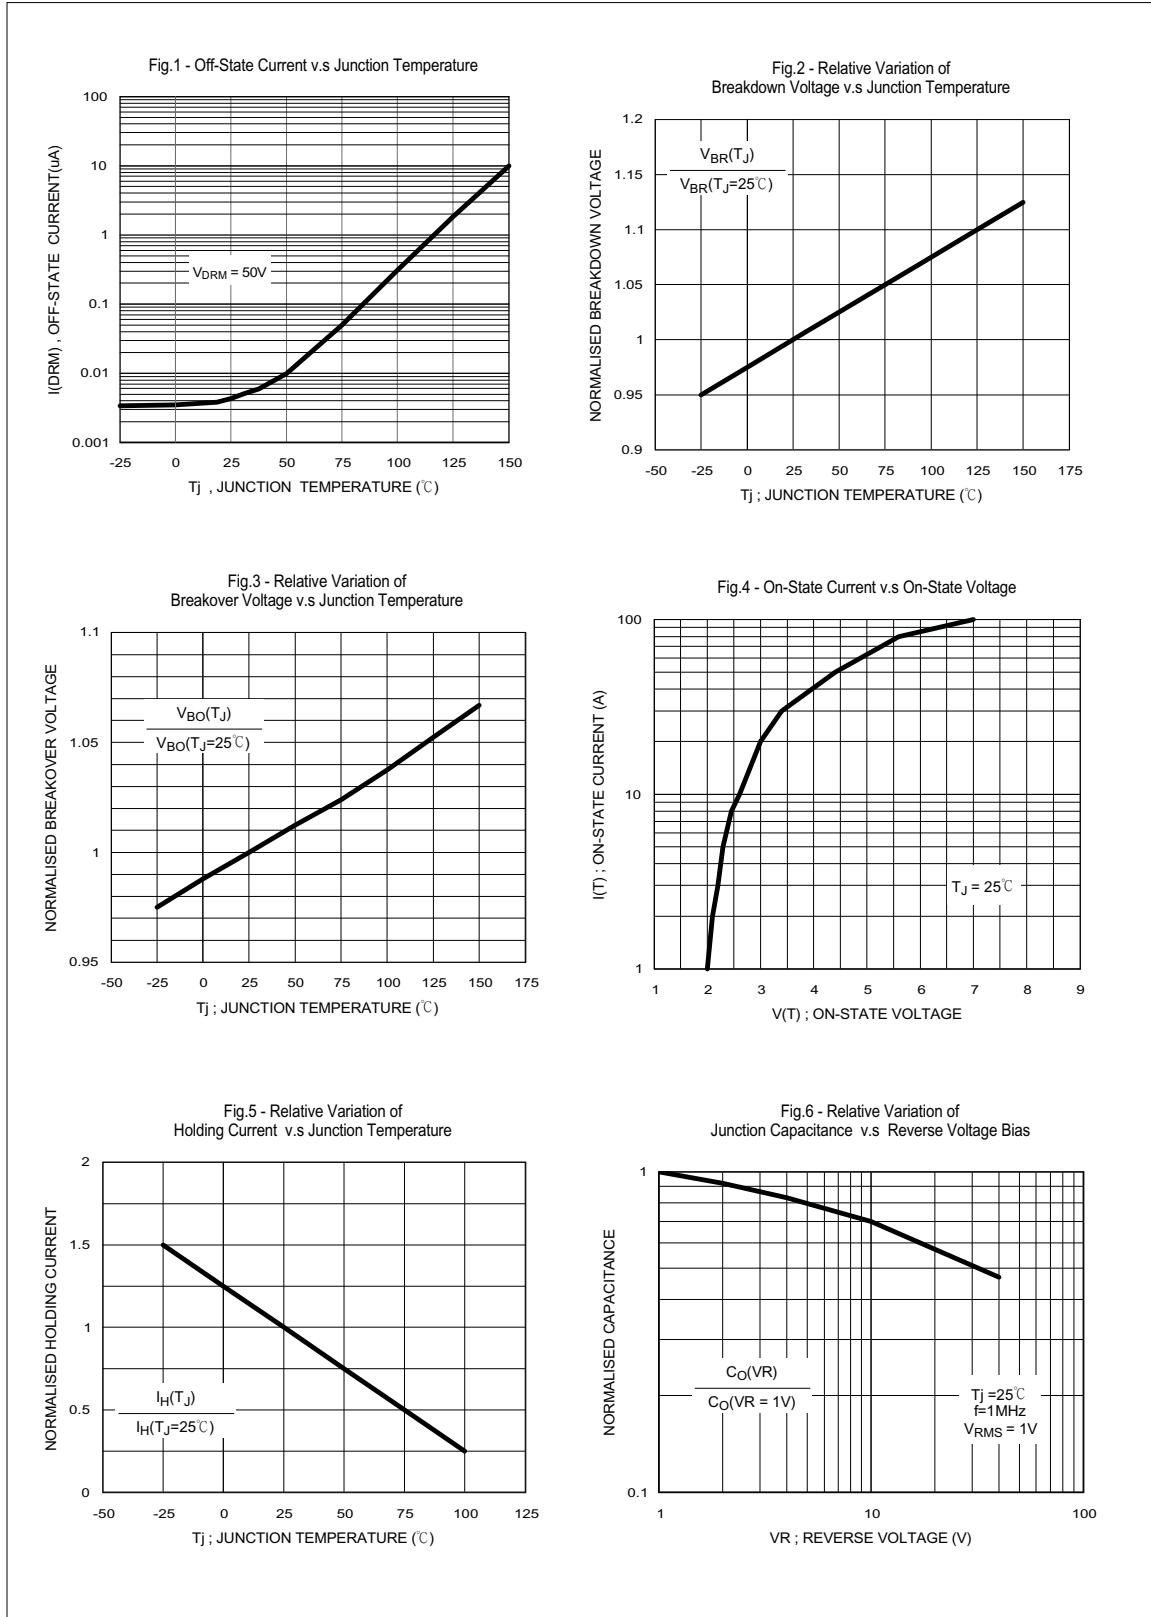 Fig.1 - Off-State Current v.s Junction Temperature
100
10
1
0.1
0.01
0.001
I(DRM) , OFF-STATE CURRENT(uA)
VDRM = 50V
-25 0 25 50 75 100 125 150
Tj , JUNCTION TEMPERATURE (℃)
Fig.2 - Relative Variation of
Breakdown Voltage v.s Junction Temperature
1.2
1.15
1.1
1.05
1
0.95
0.9
NORMALISED BREAKDOWN VOLTAGE
VBR(TJ)
VBR(TJ=25℃)
-50 -25 0 25 50 75 100 125 150 175
Tj ; JUNCTION TEMPERATURE (℃)
Fig.3 - Relative Variation of
Breakover Voltage v.s Junction Temperature
1.1
1.05
1
0.95
NORMALISED BREAKOVER VOLTAGE
VBO(TJ)
VBO(TJ=25℃)
-50 -25 0 25 50 75 100 125 150 175
Tj ; JUNCTION TEMPERATURE (℃)
Fig.4 - On-State Current v.s On-State Voltage
100
10
1
I(T) ; ON-STATE CURRENT (A)
TJ = 25℃
1 2 3 4 5 6 7 8 9
V(T) ; ON-STATE VOLTAGE
Fig.5 - Relative Variation of
Holding Current v.s Junction Temperature
2
1.5
1
0.5
0
NORMALISED HOLDING CURRENT
IH(TJ)
IH(TJ=25℃)
-50 -25 0 25 50 75 100 125
Tj ; JUNCTION TEMPERATURE (℃)
Fig.6 - Relative Variation of
Junction Capacitance v.s Reverse Voltage Bias
1
0.1
NORMALISED CAPACITANCE
CO(VR)
CO(VR = 1V)
Tj =25℃
f=1MHz
VRMS = 1V
1 10 100
VR ; REVERSE VOLTAGE (V)